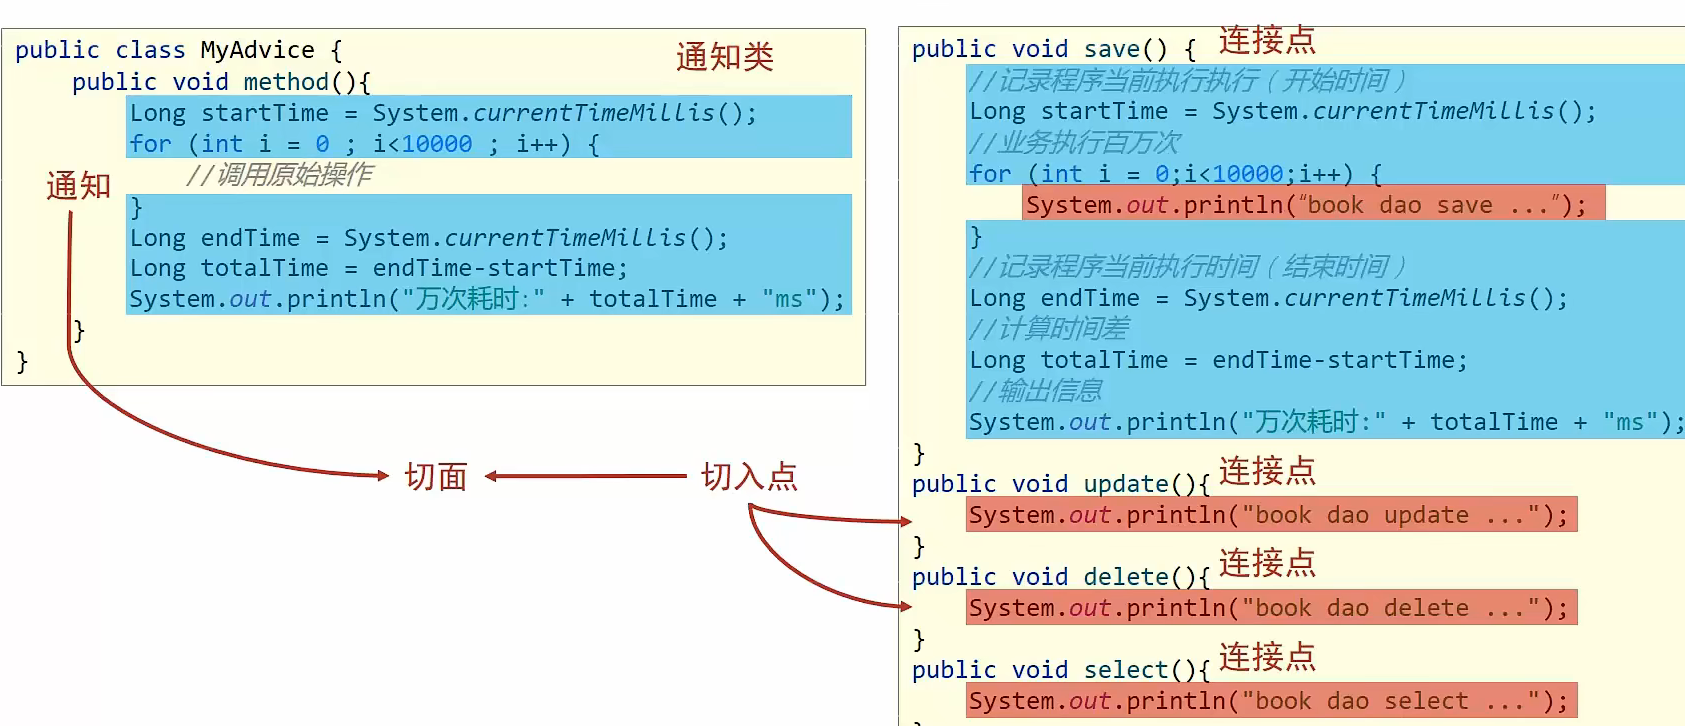 public class MyAdvice {
通知类
public void method(){
Long startTime = System.currentTimeMillis();
for (int i = 0 ; i<10000 ; i++) {
//调用原始操作
通知
}
Long endTime = System.currentTimeMillis();
Long totalTime = endTime-startTime;
System.out.println("万次耗时:" + totalTime + "ms");
}
}
切面
切入点
public void save() {
连接点
//记录程序当前执行执行（开始时间）
Long startTime = System.currentTimeMillis();
//业务执行百万次
for (int i = 0;i<10000;i++) {
System.out.println(“book dao save ...”);
}
//记录程序当前执行时间（结束时间）
Long endTime = System.currentTimeMillis();
//计算时间差
Long totalTime = endTime-startTime;
//输出信息
System.out.println("万次耗时:" + totalTime + "ms");
}
public void update(){
连接点
System.out.println("book dao update ...");
}
public void delete(){
连接点
System.out.println("book dao delete ...");
}
public void select(){
连接点
System.out.println("book dao select ...");